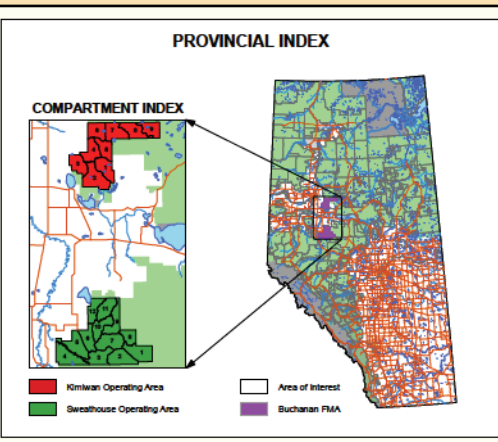 PROVINCIAL INDEX
COMPARTMENT INDEX
Kimiwan Operating Area
Area of Interest
Sweathouse Operating Area
Buchanan FMA